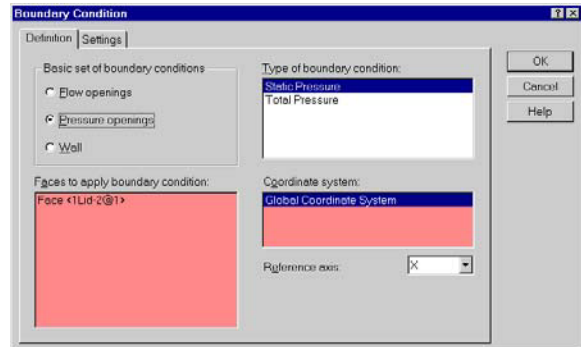 Boundary Condition
Definition
Settings
Basic set of boundary conditions
Flow openings
Pressure openings
Wall
Type of boundary condition:
Static Pressure
Total Pressure
OK
Cancel
Help
Faces to apply boundary condition:
Face <1Lid-2@1>
Coordinate system:
Global Coordinate System
Reference axis:
X